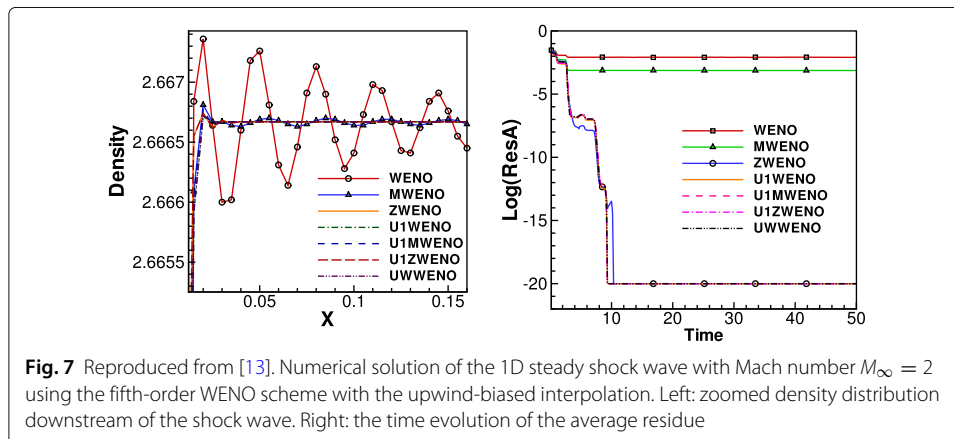 2.667
2.6665
2.666
2.6655
Density
WENO
MWENO
ZWENO
U1WENO
U1MWENO
U1ZWENO
UWWENO
0.05
0.1
0.15
X
0
-5
-10
-15
-20
Log(ResA)
WENO
MWENO
ZWENO
U1WENO
U1MWENO
U1ZWENO
UWWENO
10
20
30
40
50
Time
Fig. 7 Reproduced from [13]. Numerical solution of the 1D steady shock wave with Mach number M∞ = 2
using the fifth-order WENO scheme with the upwind-biased interpolation. Left: zoomed density distribution
downstream of the shock wave. Right: the time evolution of the average residue